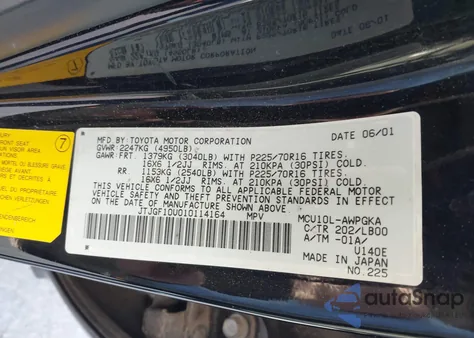 MFD BY: TOYOTA MOTOR CORPORATION DATE 06/01
GVWR: 2247KG (4950LB)
GAWR: FRT. 1379KG (3040LB) WITH P225/70R16 TIRES.
16X6 1/2JJ RIMS. AT 210KPA (30PSI) COLD.
RR. 1153KG (2540LB) WITH P225/70R16 TIRES.
16X6 1/2JJ RIMS. AT 210KPA (30PSI) COLD.
THIS VEHICLE CONFORMS TO ALL APPLICABLE FEDERAL MOTOR
VEHICLE SAFETY AND THEFT PREVENTION STANDARDS IN EFFECT
ON THE DATE OF MANUFACTURE SHOWN ABOVE.
JTJGF10U010114164 MPV MCU10L-AWPGKA
C/TR 202/LB00
A/TM -01A/
U140E
MADE IN JAPAN
NO.225
7
7
autoSnap